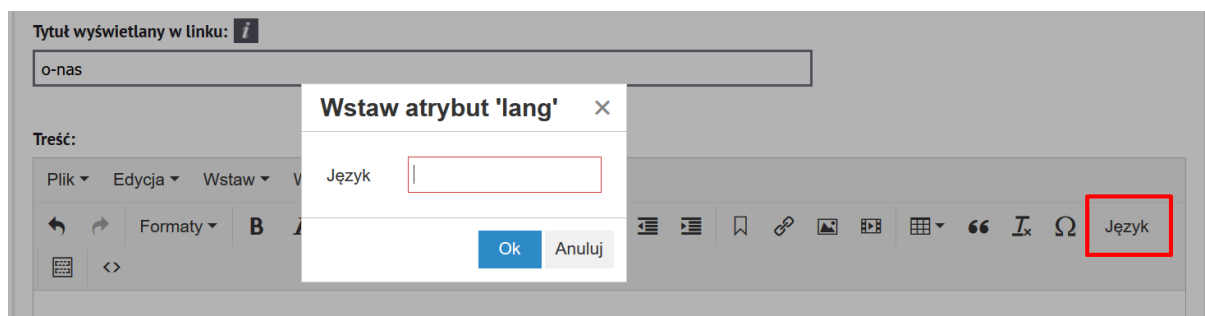 Tytuł wyświetlany w linku: i
o-nas
Wstaw atrybut 'lang' ×
Treść:
Język
Plik Edycja Wstaw
Formaty B Język
Ok Anuluj